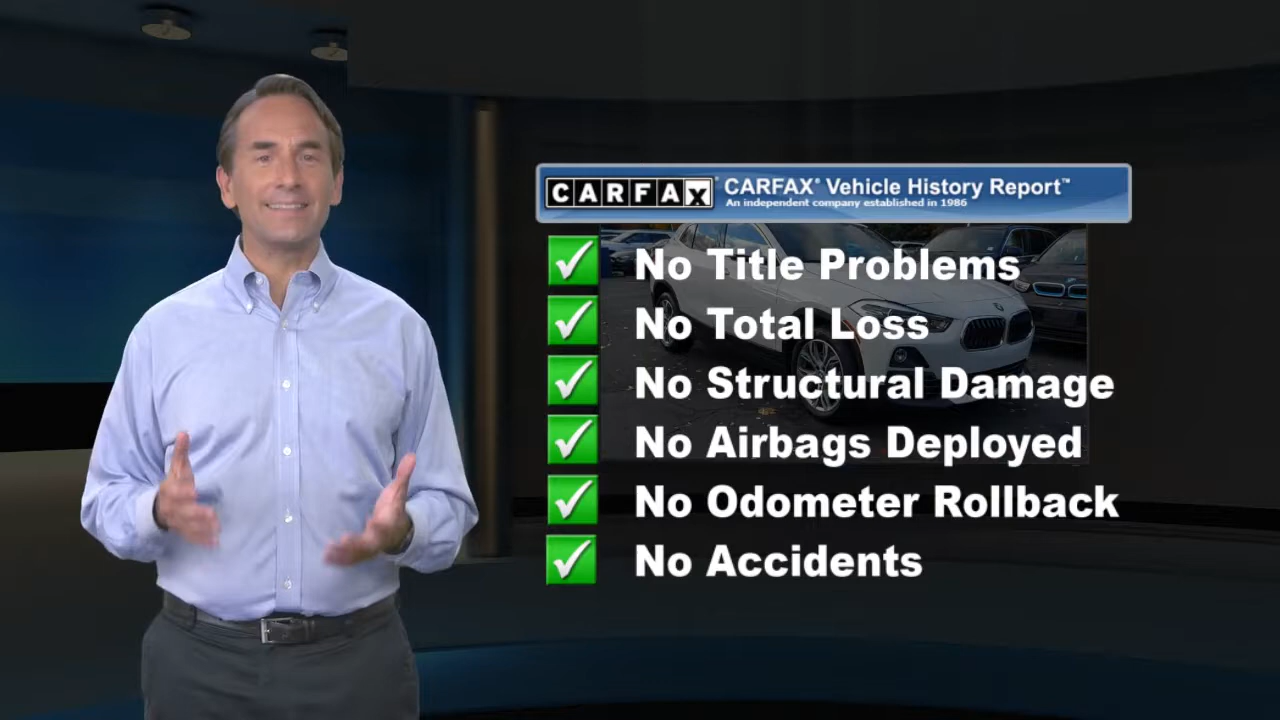 CARFAX® CARFAX® Vehicle History Report™
An independent company established in 1986
No Title Problems
No Total Loss
No Structural Damage
No Airbags Deployed
No Odometer Rollback
No Accidents